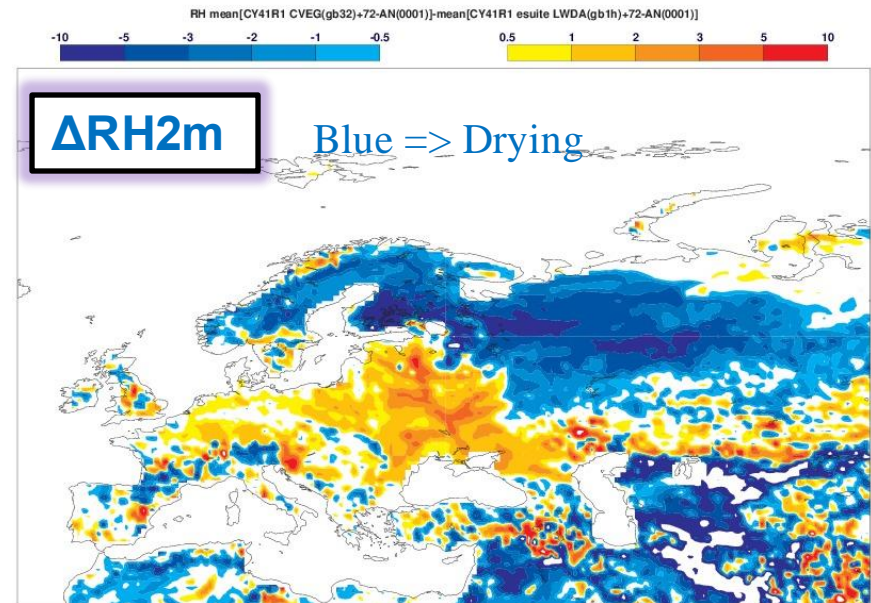 RH mean[CY41R1 CVEG(gb32)+72-AN(0001)]-mean[CY41R1 esuite LWDA(gb1h)+72-AN(0001)]
-10 -5 -3 -2 -1 -0.5 0.5 1 2 3 5 10
ΔRH2m Blue => Drying